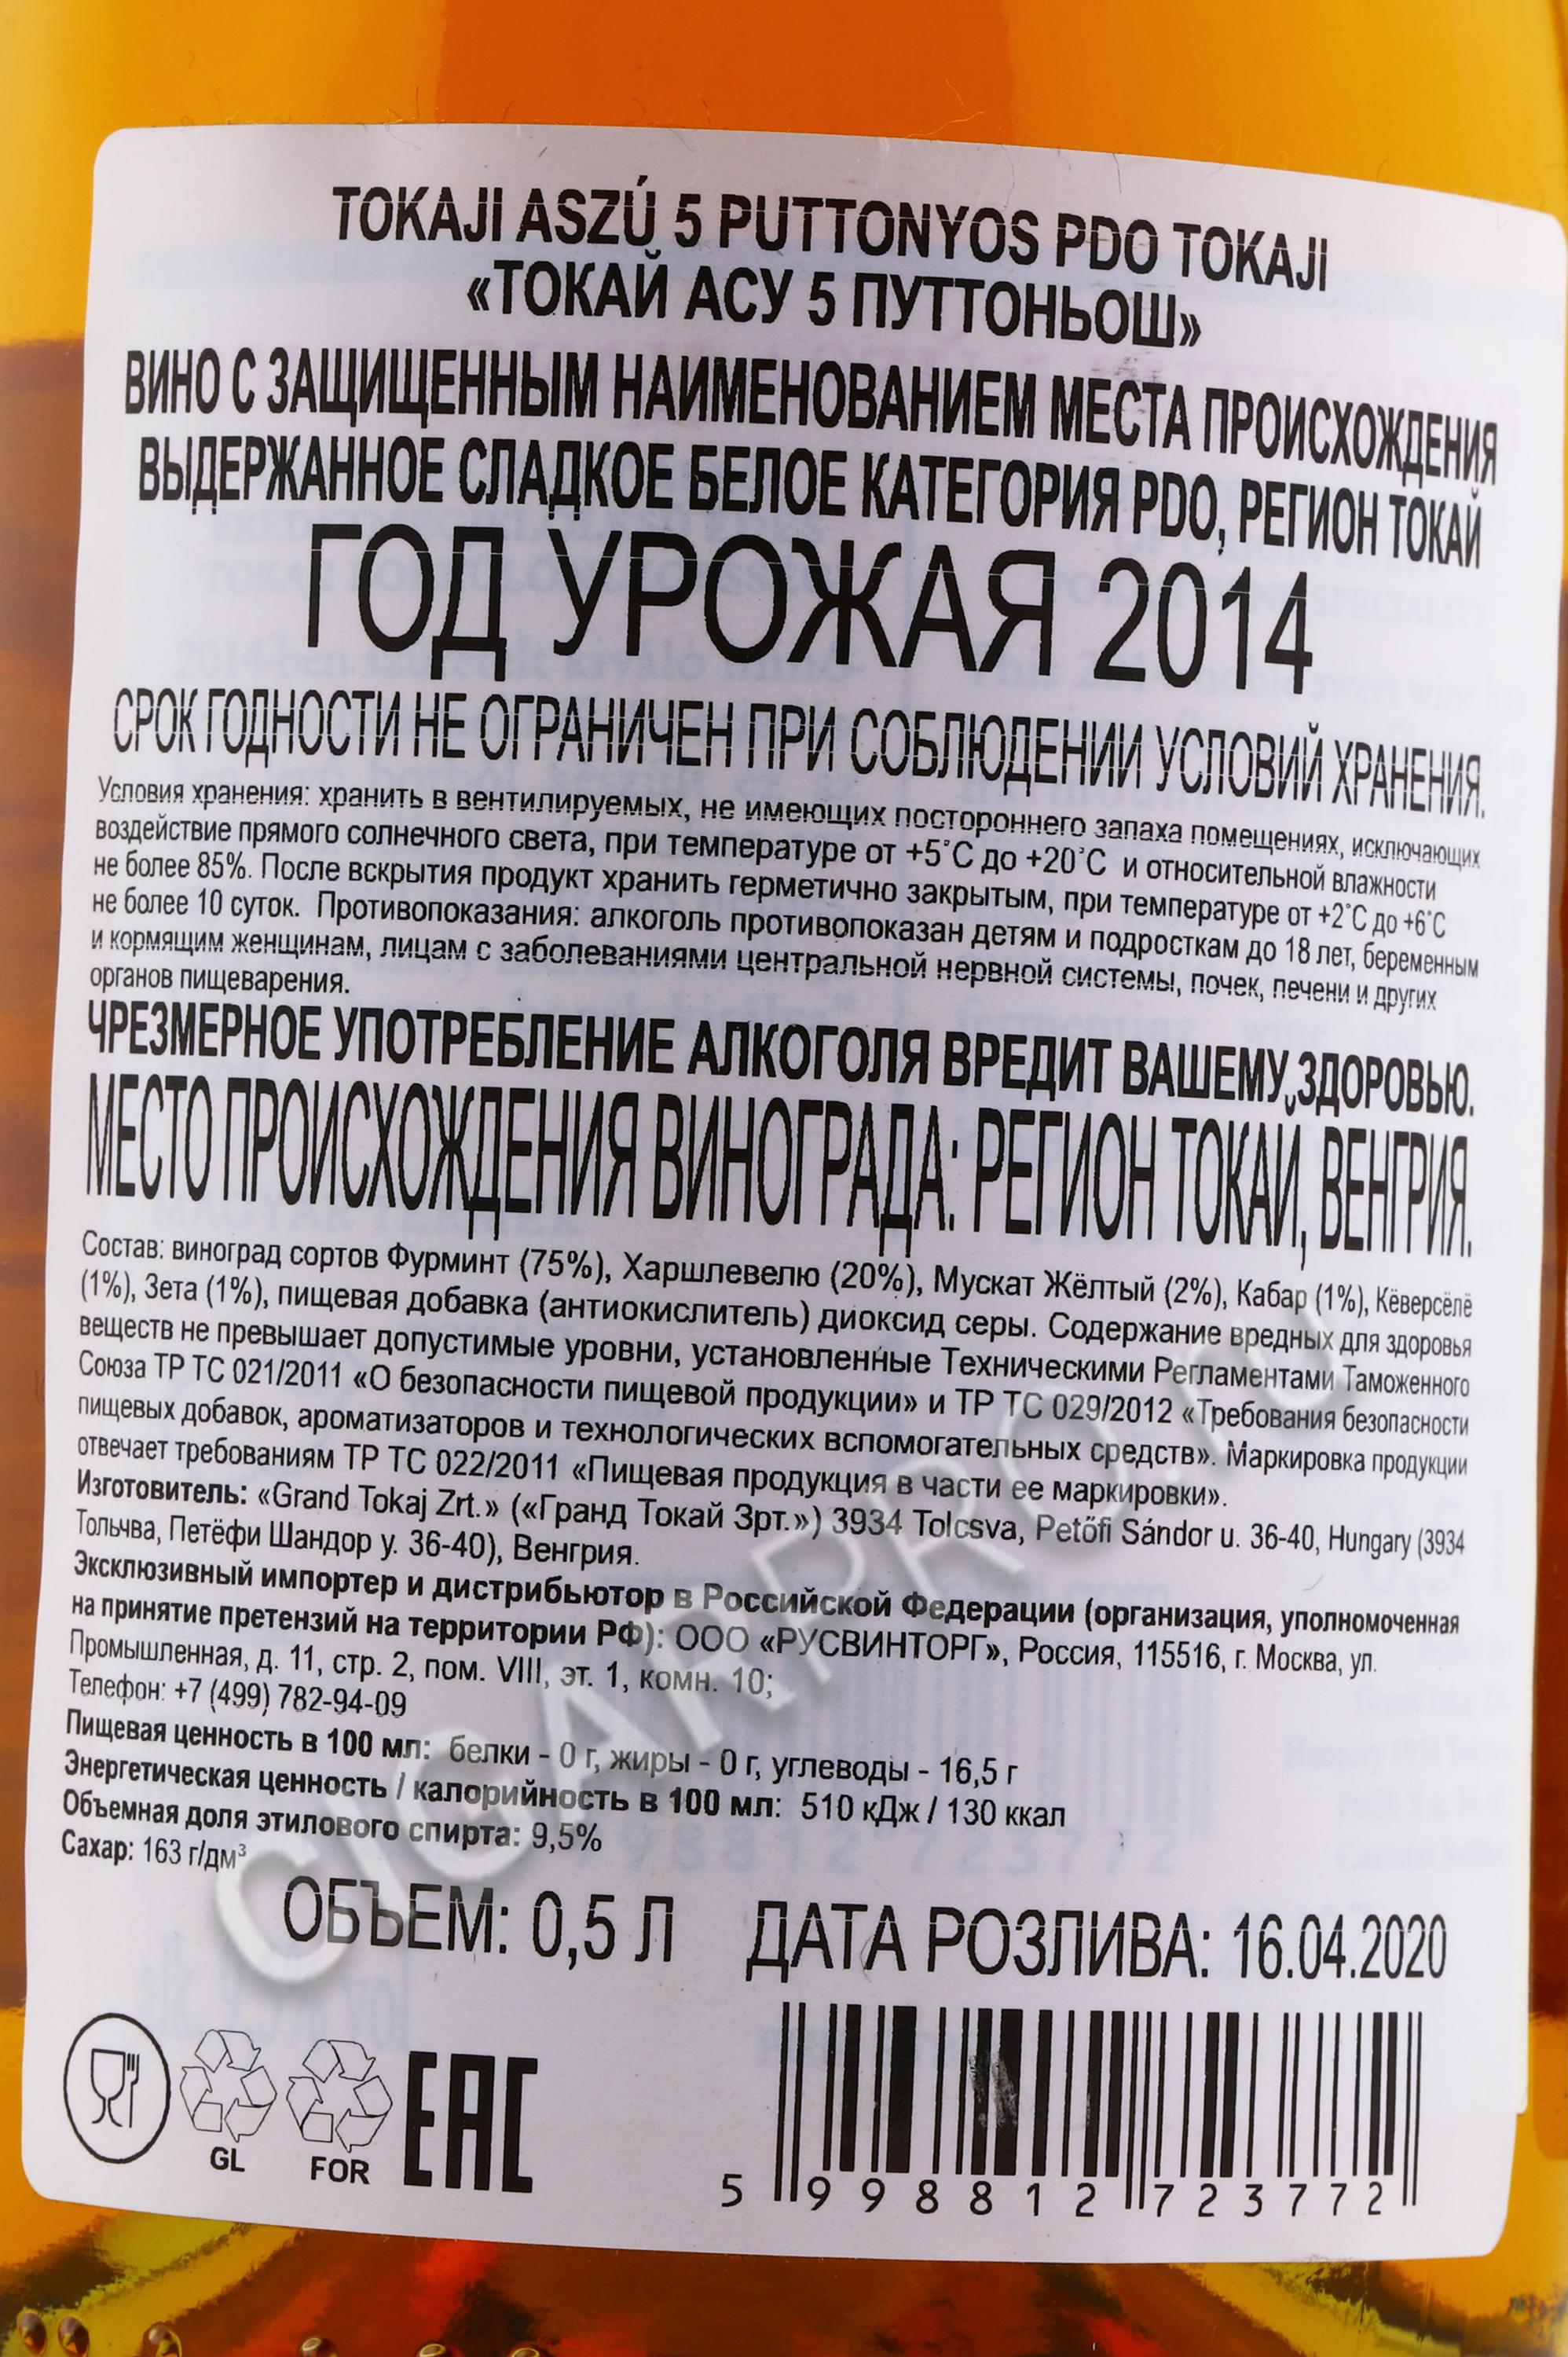 TOKAJI ASZÚ 5 PUTTONYOS PDO TOKAJI
«ТОКАЙ АСУ 5 ПУТТОНЬОШ»
ВИНО С ЗАЩИЩЕННЫМ НАИМЕНОВАНИЕМ МЕСТА ПРОИСХОЖДЕНИЯ
ВЫДЕРЖАННОЕ СЛАДКОЕ БЕЛОЕ КАТЕГОРИЯ PDO, РЕГИОН ТОКАЙ
ГОД УРОЖАЯ 2014
СРОК ГОДНОСТИ НЕ ОГРАНИЧЕН ПРИ СОБЛЮДЕНИИ УСЛОВИЙ ХРАНЕНИЯ.
Условия хранения: хранить в вентилируемых, не имеющих постороннего запаха помещениях, исключающих
воздействие прямого солнечного света, при температуре от +5°С до +20°С и относительной влажности
не более 85%. После вскрытия продукт хранить герметично закрытым, при температуре от +2°С до +6°С
не более 10 суток. Противопоказания: алкоголь противопоказан детям и подросткам до 18 лет, беременным
и кормящим женщинам, лицам с заболеваниями центральной нервной системы, почек, печени и других
органов пищеварения.
ЧРЕЗМЕРНОЕ УПОТРЕБЛЕНИЕ АЛКОГОЛЯ ВРЕДИТ ВАШЕМУ ЗДОРОВЬЮ.
МЕСТО ПРОИСХОЖДЕНИЯ ВИНОГРАДА: РЕГИОН ТОКАЙ, ВЕНГРИЯ.
Состав: виноград сортов Фурминт (75%), Харшлевелю (20%), Мускат Жёлтый (2%), Кабар (1%), Кёверсёлё
(1%), Зета (1%), пищевая добавка (антиокислитель) диоксид серы. Содержание вредных для здоровья
веществ не превышает допустимые уровни, установленные Техническими Регламентами Таможенного
Союза ТР ТС 021/2011 «О безопасности пищевой продукции» и ТР ТС 029/2012 «Требования безопасности
пищевых добавок, ароматизаторов и технологических вспомогательных средств». Маркировка продукции
отвечает требованиям ТР ТС 022/2011 «Пищевая продукция в части ее маркировки».
Изготовитель: «Grand Tokaj Zrt.» («Гранд Токай Зрт.») 3934 Tolcsva, Petőfi Sándor u. 36-40, Hungary (3934
Тольчва, Петёфи Шандор у. 36-40), Венгрия.
Эксклюзивный импортер и дистрибьютор в Российской Федерации (организация, уполномоченная
на принятие претензий на территории РФ): ООО «РУСВИНТОРГ», Россия, 115516, г. Москва, ул.
Промышленная, д. 11, стр. 2, пом. VIII, эт. 1, комн. 10;
Телефон: +7 (499) 782-94-09
Пищевая ценность в 100 мл: белки - 0 г, жиры - 0 г, углеводы - 16,5 г
Энергетическая ценность / калорийность в 100 мл: 510 кДж / 130 ккал
Объемная доля этилового спирта: 9,5%
Сахар: 163 г/дм³
ОБЪЕМ: 0,5 Л ДАТА РОЗЛИВА: 16.04.2020
GL FOR EAC
5 998812 723772
CIGARPRO.ru